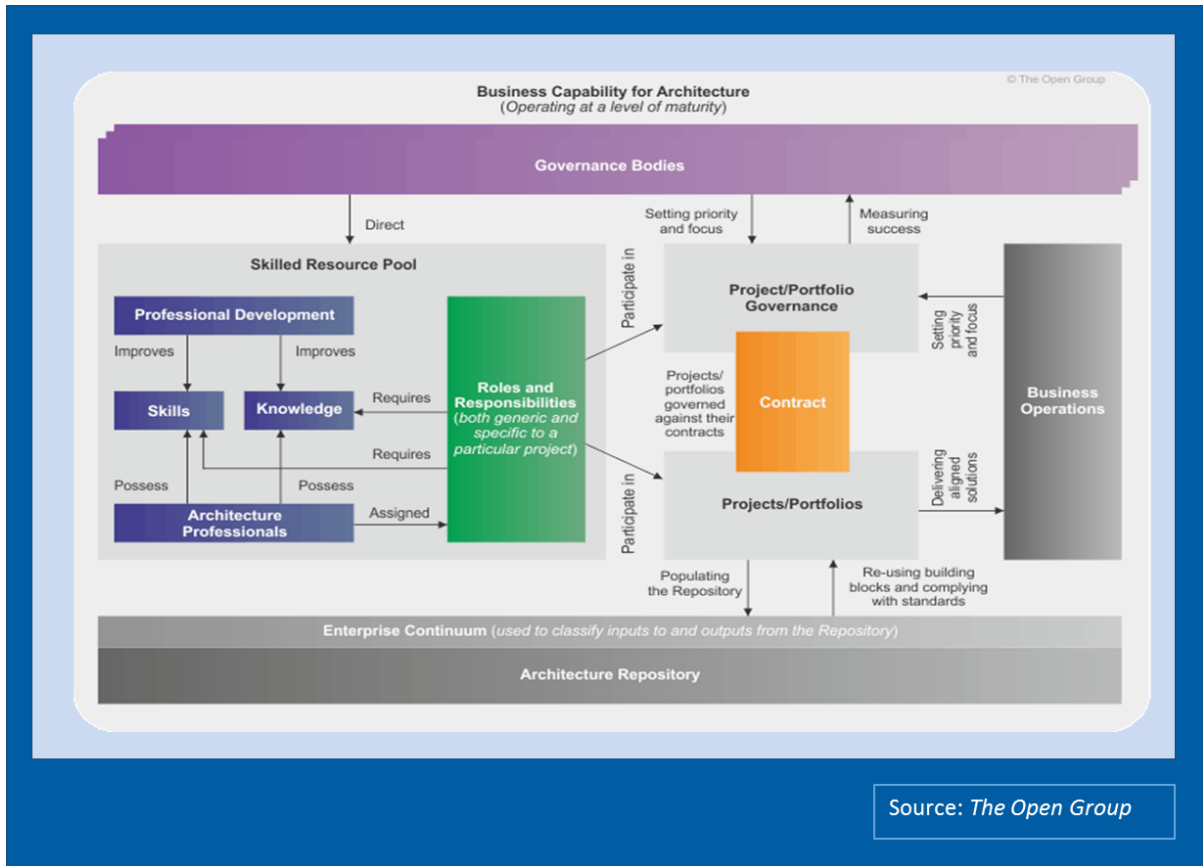 © The Open Group
Business Capability for Architecture
(Operating at a level of maturity)
Governance Bodies
Direct
Setting priority
and focus
Measuring
success
Skilled Resource Pool
Professional Development
Improves
Improves
Skills
Knowledge
Requires
Requires
Possess
Possess
Architecture
Professionals
Assigned
Roles and
Responsibilities
(both generic and
specific to a
particular project)
Participate in
Participate in
Project/Portfolio
Governance
Projects/
portfolios
governed
against their
contracts
Contract
Projects/Portfolios
Setting
priority
and focus
Delivering
aligned
solutions
Business
Operations
Populating
the Repository
Re-using building
blocks and complying
with standards
Enterprise Continuum (used to classify inputs to and outputs from the Repository)
Architecture Repository
Source: The Open Group